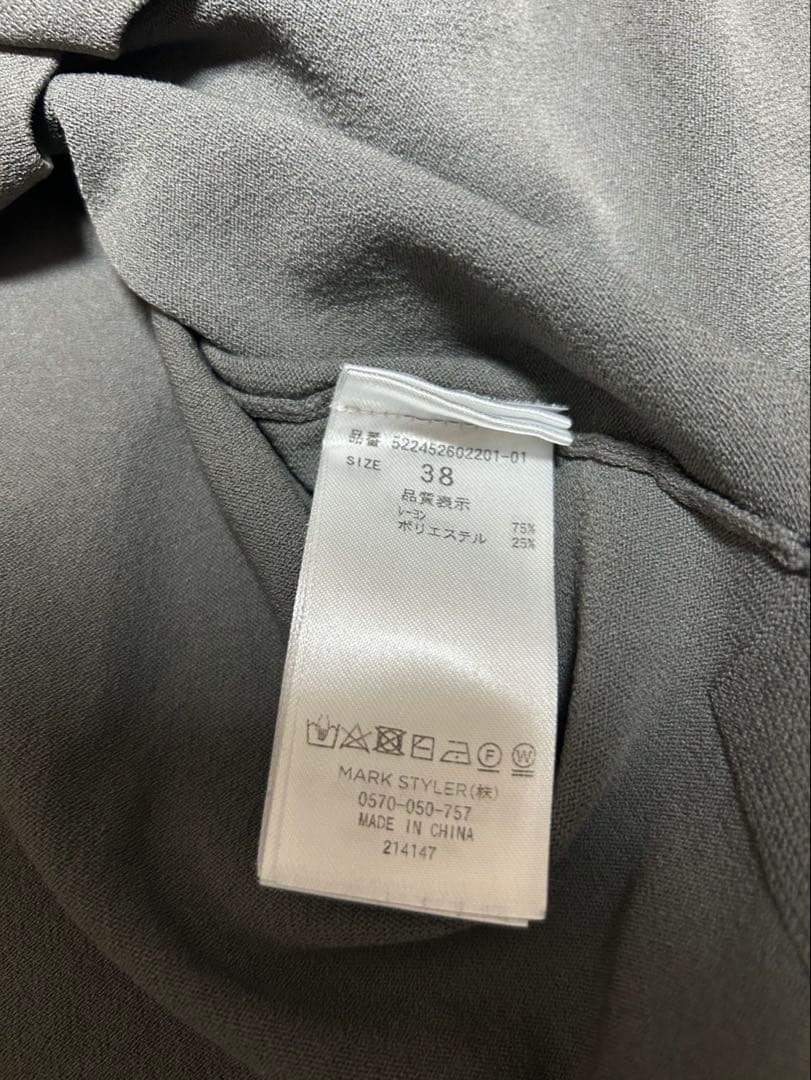 品番 522452602201-01
SIZE 38
品質表示
レーヨン 75%
ポリエステル 25%
F W
MARK STYLER(株)
0570-050-757
MADE IN CHINA
214147